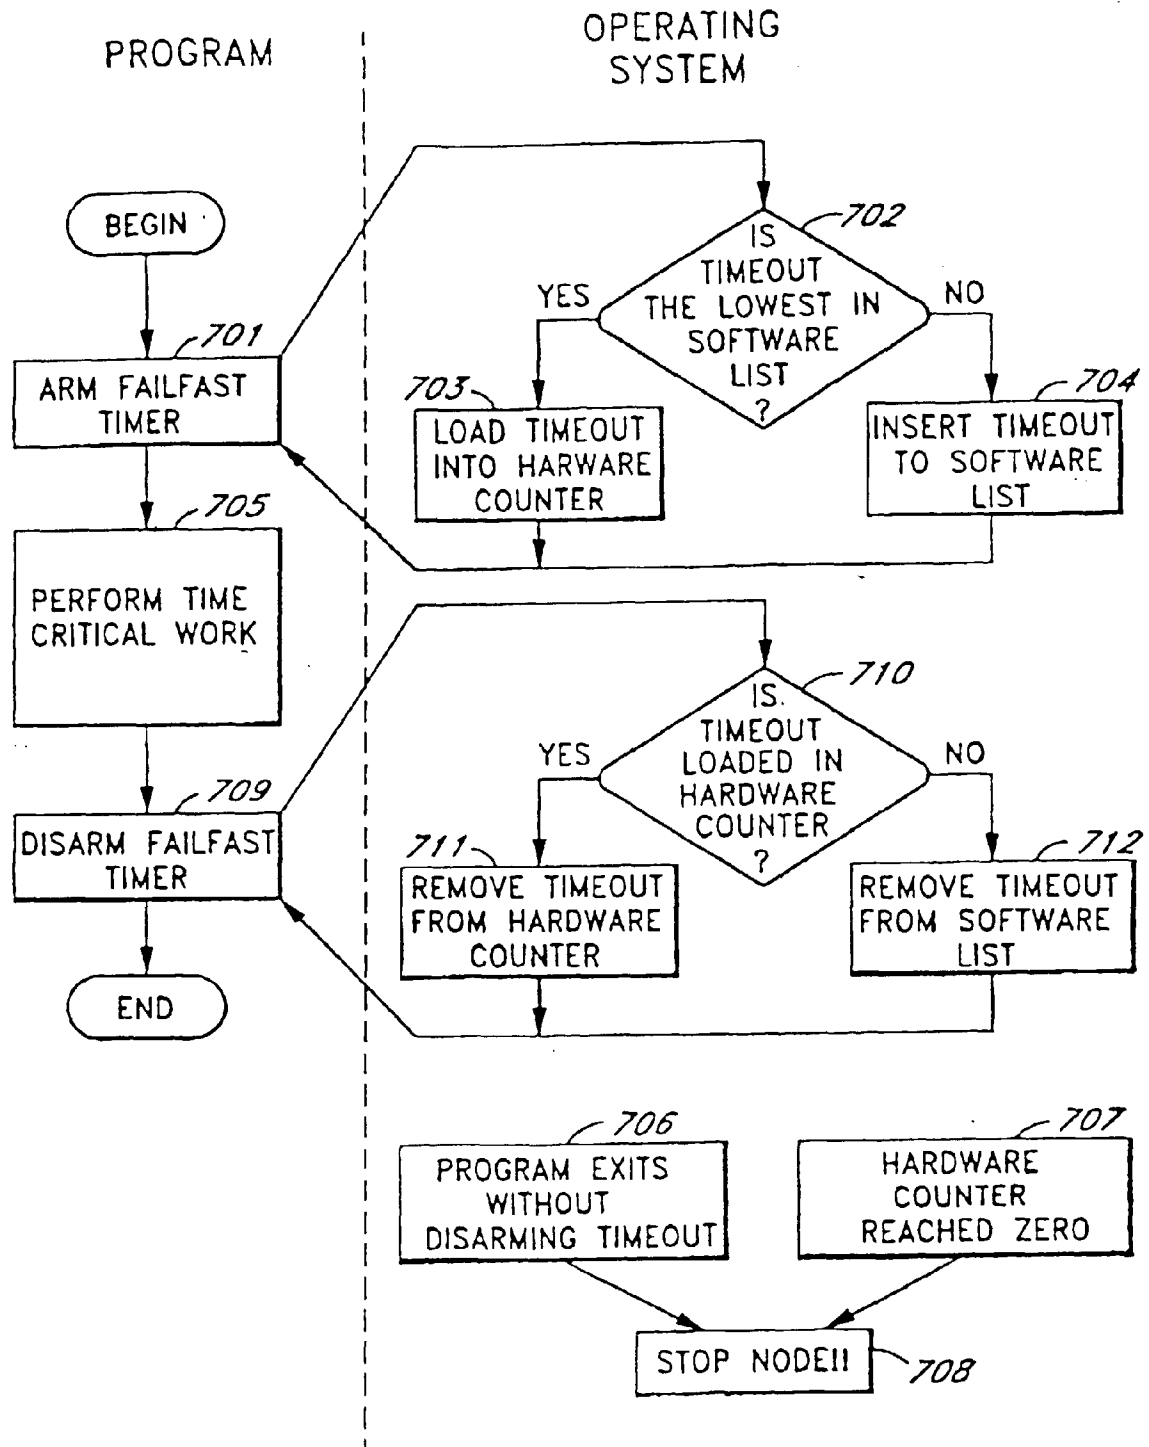 PROGRAM
OPERATING
SYSTEM
BEGIN
701
ARM FAILFAST
TIMER
702
IS
TIMEOUT
THE LOWEST IN
SOFTWARE
LIST
?
YES
NO
703
LOAD TIMEOUT
INTO HARWARE
COUNTER
704
INSERT TIMEOUT
TO SOFTWARE
LIST
705
PERFORM TIME
CRITICAL WORK
709
DISARM FAILFAST
TIMER
END
710
IS
TIMEOUT
LOADED IN
HARDWARE
COUNTER
?
YES
NO
711
REMOVE TIMEOUT
FROM HARDWARE
COUNTER
712
REMOVE TIMEOUT
FROM SOFTWARE
LIST
706
PROGRAM EXITS
WITHOUT
DISARMING TIMEOUT
707
HARDWARE
COUNTER
REACHED ZERO
STOP NODE!!
708